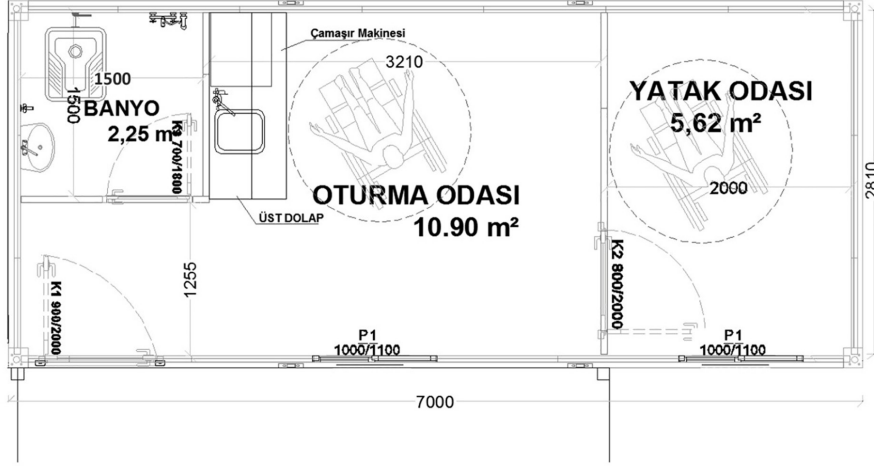 Çamaşır Makinesi
3210
1500
1500
BANYO
2,25 m²
K3 700/1800
YATAK ODASI
5,62 m²
2000
OTURMA ODASI
10.90 m²
ÜST DOLAP
2810
1255
K1 900/2000
K2 800/2000
P1
1000/1100
P1
1000/1100
7000